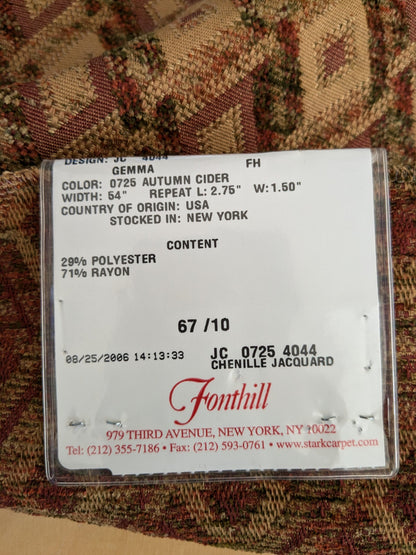 DESIGN: JC 4044
GEMMA FH
COLOR: 0725 AUTUMN CIDER
WIDTH: 54" REPEAT L: 2.75" W:1.50"
COUNTRY OF ORIGIN: USA
STOCKED IN: NEW YORK
CONTENT
29% POLYESTER
71% RAYON
67 /10
08/25/2006 14:13:33 JC 0725 4044
CHENILLE JACQUARD
Fonthill
979 THIRD AVENUE, NEW YORK, NY 10022
Tel: (212) 355-7186 • Fax: (212) 593-0761 • www.starkcarpet.com